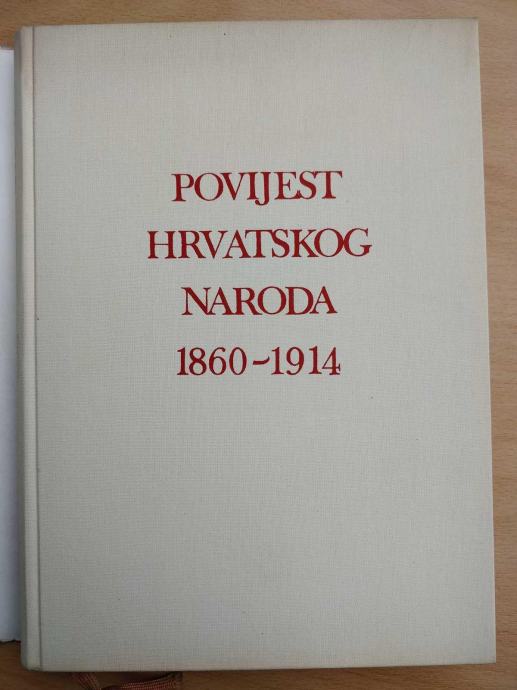 POVIJEST
HRVATSKOG
NARODA
1860-1914